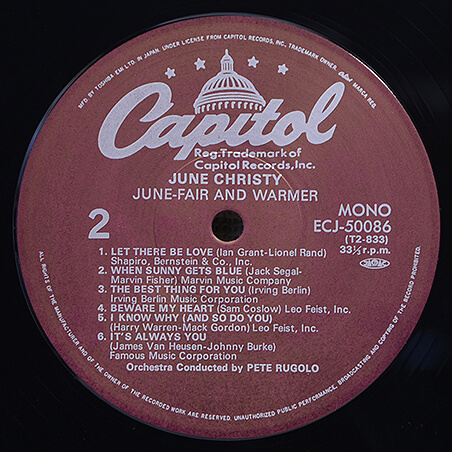 MFD. BY TOSHIBA EMI LTD. IN JAPAN. UNDER LICENSE FROM CAPITOL RECORDS, INC., TRADEMARK OWNER MARCA REG.
Capitol
Reg. Trademark of
Capitol Records, Inc.
JUNE CHRISTY
JUNE-FAIR AND WARMER
2
MONO
ECJ-50086
(T2-833)
33⅓ r.p.m.
1. LET THERE BE LOVE (Ian Grant-Lionel Rand)
Shapiro, Bernstein & Co., Inc.
2. WHEN SUNNY GETS BLUE (Jack Segal-
Marvin Fisher) Marvin Music Company
3. THE BEST THING FOR YOU (Irving Berlin)
Irving Berlin Music Corporation
4. BEWARE MY HEART (Sam Coslow) Leo Feist, Inc.
5. I KNOW WHY (AND SO DO YOU)
(Harry Warren-Mack Gordon) Leo Feist, Inc.
6. IT'S ALWAYS YOU
(James Van Heusen-Johnny Burke)
Famous Music Corporation
Orchestra Conducted by PETE RUGOLO
ALL RIGHTS OF THE MANUFACTURER AND OF THE OWNER OF THE RECORDED WORK ARE RESERVED. UNAUTHORIZED PUBLIC PERFORMANCE, BROADCASTING AND COPYING OF THIS RECORD PROHIBITED.